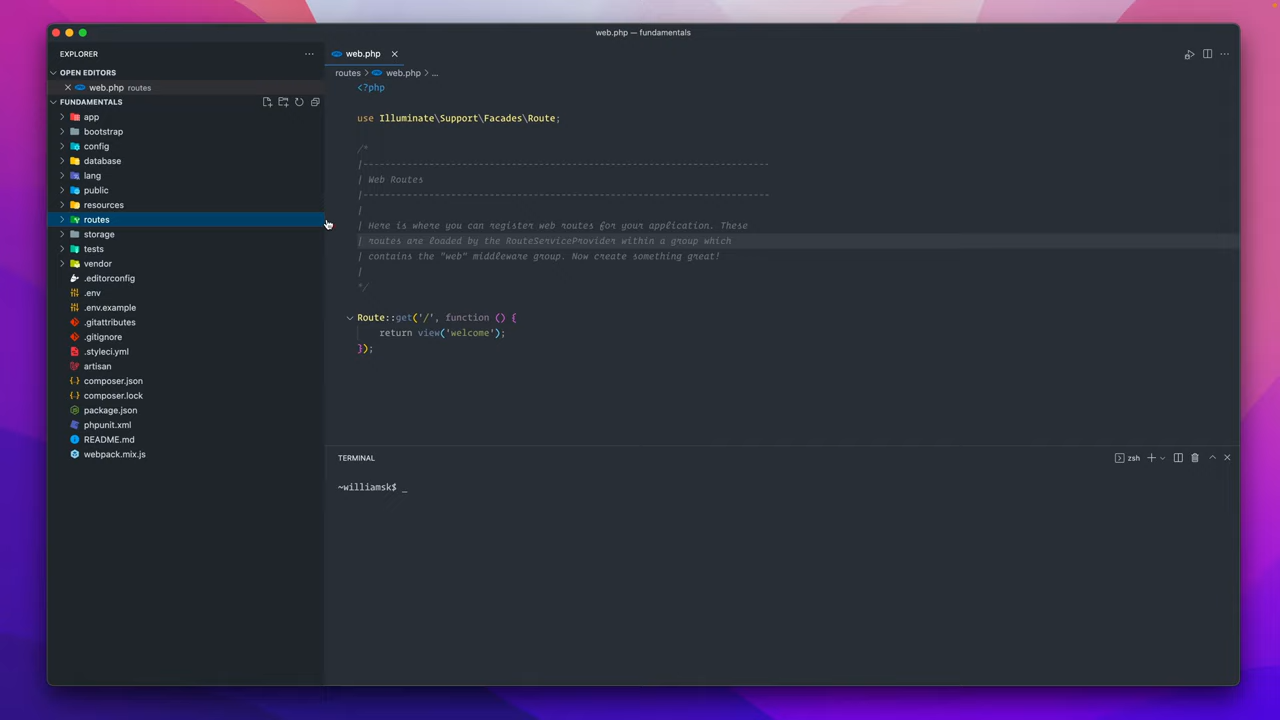 web.php — fundamentals
EXPLORER
OPEN EDITORS
web.php routes
FUNDAMENTALS
app
bootstrap
config
database
lang
public
resources
routes
storage
tests
vendor
.editorconfig
.env
.env.example
.gitattributes
.gitignore
.styleci.yml
artisan
composer.json
composer.lock
package.json
phpunit.xml
README.md
webpack.mix.js
web.php
routes > web.php > ...
<?php
use Illuminate\Support\Facades\Route;
/*
|--------------------------------------------------------------------------
| Web Routes
|--------------------------------------------------------------------------
|
| Here is where you can register web routes for your application. These
| routes are loaded by the RouteServiceProvider within a group which
| contains the "web" middleware group. Now create something great!
|
*/
Route::get('/', function () {
return view('welcome');
});
TERMINAL
zsh
~williamsk$ _